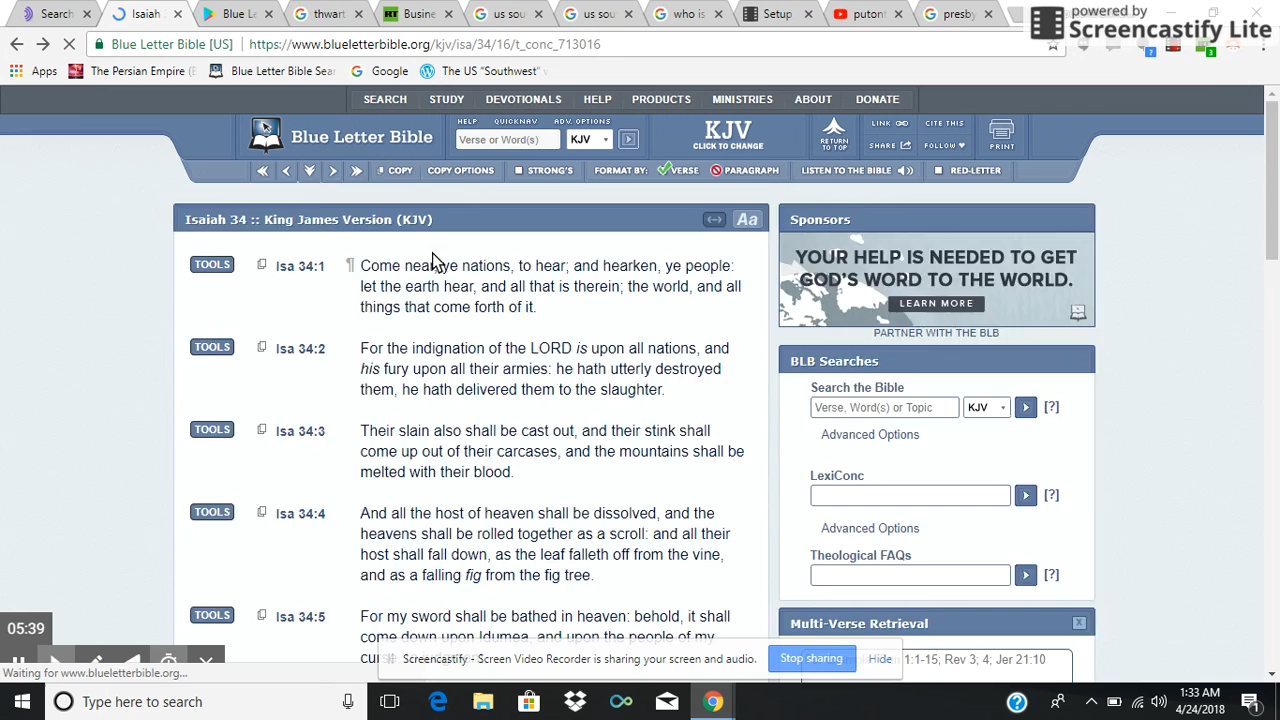 Search
Isaiah
Blue Le
thwart
Busine
us sou
us sou
who is
Setup
puton
presby
powered by
Screencastify Lite
Blue Letter Bible [US]
https://www.blueletterbible.org/kjv/isa/34/16/t_conc_713016
Apps
The Persian Empire (E
Blue Letter Bible Sear
Google
The US "Southwest"
SEARCH STUDY DEVOTIONALS HELP PRODUCTS MINISTRIES ABOUT DONATE
Blue Letter Bible
HELP QUICKNAV ADV. OPTIONS
Verse or Word(s) KJV
KJV
CLICK TO CHANGE
RETURN
TO TOP
LINK CITE THIS
SHARE FOLLOW
PRINT
COPY COPY OPTIONS STRONG'S FORMAT BY: VERSE PARAGRAPH LISTEN TO THE BIBLE RED-LETTER
Isaiah 34 :: King James Version (KJV)
Aa
TOOLS Isa 34:1 ¶ Come near, ye nations, to hear; and hearken, ye people:
let the earth hear, and all that is therein; the world, and all
things that come forth of it.
TOOLS Isa 34:2 For the indignation of the LORD is upon all nations, and
his fury upon all their armies: he hath utterly destroyed
them, he hath delivered them to the slaughter.
TOOLS Isa 34:3 Their slain also shall be cast out, and their stink shall
come up out of their carcases, and the mountains shall be
melted with their blood.
TOOLS Isa 34:4 And all the host of heaven shall be dissolved, and the
heavens shall be rolled together as a scroll: and all their
host shall fall down, as the leaf falleth off from the vine,
and as a falling fig from the fig tree.
TOOLS Isa 34:5 For my sword shall be bathed in heaven: behold, it shall
come down upon Idumea, and upon the people of my
Sponsors
YOUR HELP IS NEEDED TO GET
GOD'S WORD TO THE WORLD.
LEARN MORE
PARTNER WITH THE BLB
BLB Searches
Search the Bible
Verse, Word(s) or Topic KJV [?]
Advanced Options
LexiConc
[?]
Advanced Options
Theological FAQs
[?]
Multi-Verse Retrieval X
1:1-15; Rev 3; 4; Jer 21:10
05:39
Screencastify - Screen Video Recorder is sharing your screen and audio.
Stop sharing
Hide
Waiting for www.blueletterbible.org...
Type here to search
1:33 AM
4/24/2018